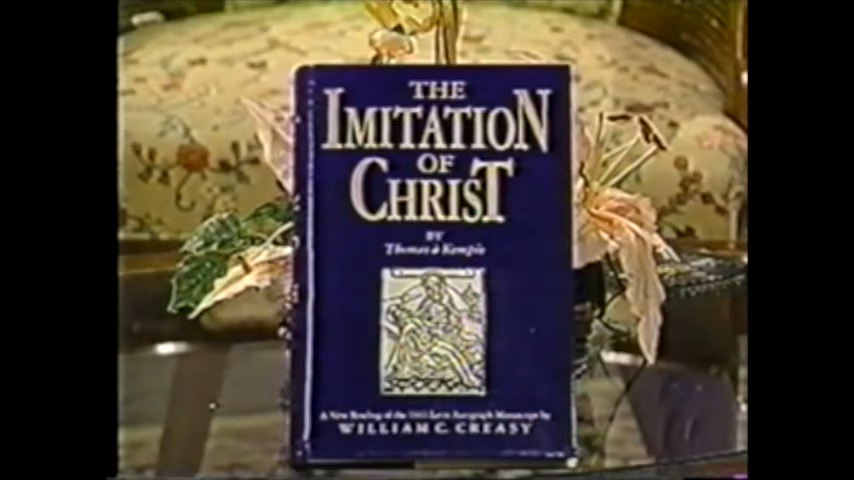 THE
IMITATION
OF
CHRIST
BY
Thomas à Kempis
A New Reading of the 1441 Latin Autograph Manuscript by
WILLIAM C. CREASY